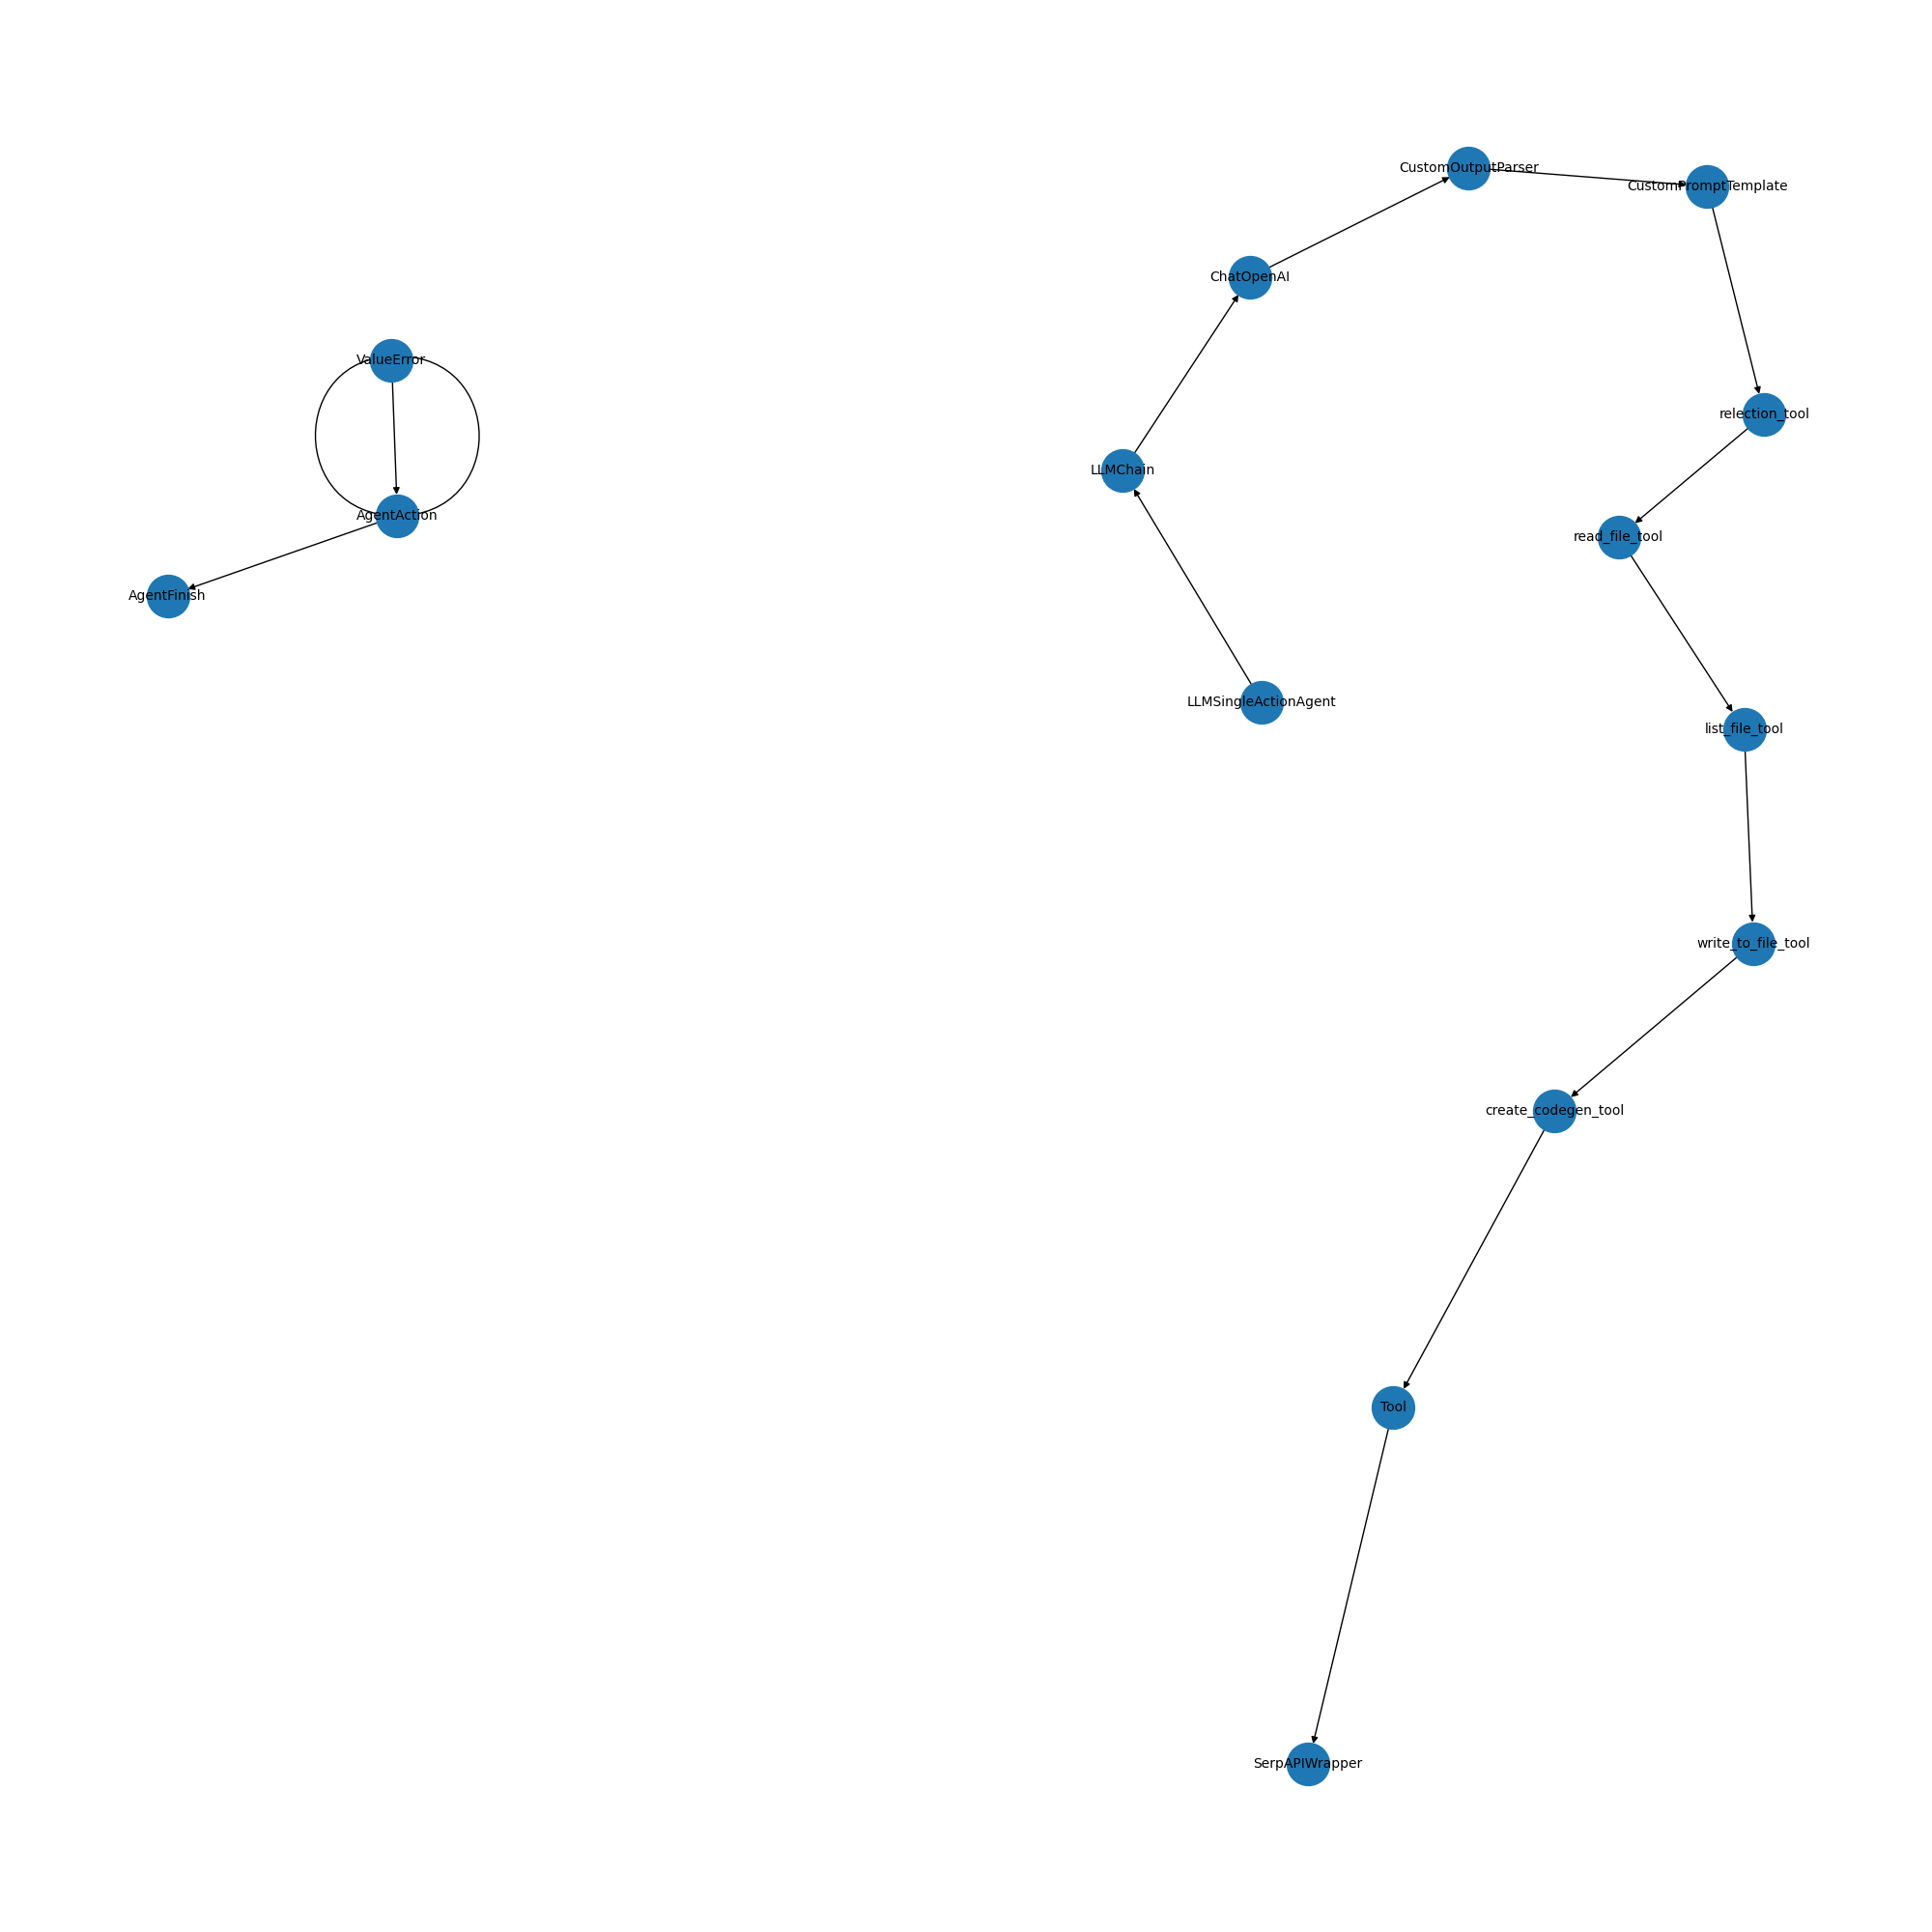 CustomOutputParser
CustomPromptTemplate
ChatOpenAI
ValueError
relection_tool
LLMChain
AgentAction
read_file_tool
AgentFinish
LLMSingleActionAgent
list_file_tool
write_to_file_tool
create_codegen_tool
Tool
SerpAPIWrapper